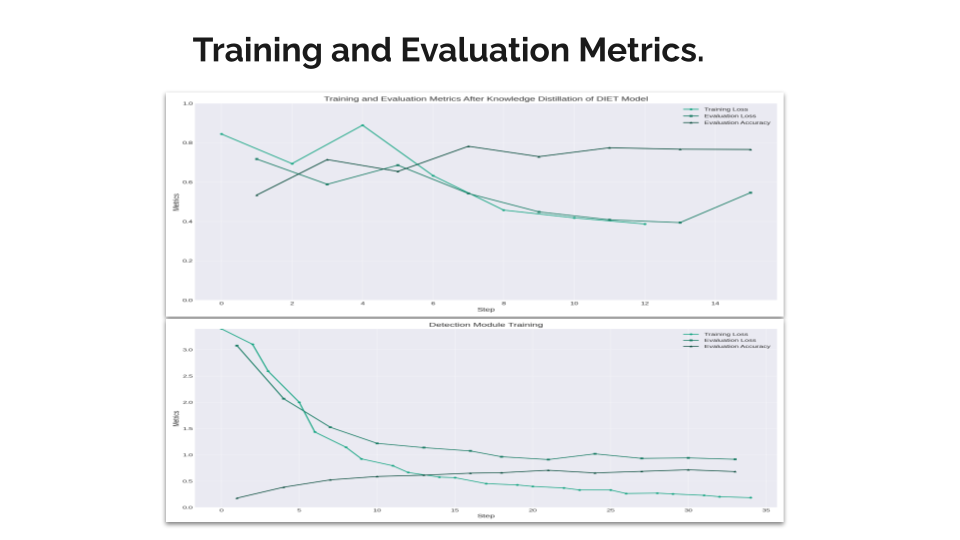 Training and Evaluation Metrics.
Training and Evaluation Metrics After Knowledge Distillation of DIET Model
1.0
Training Loss
Evaluation Loss
Evaluation Accuracy
0.8
0.6
Metrics
0.4
0.2
0.0
0 2 4 6 8 10 12 14
Step
Detection Module Training
Training Loss
Evaluation Loss
Evaluation Accuracy
3.0
2.5
2.0
Metrics
1.5
1.0
0.5
0.0
0 5 10 15 20 25 30 35
Step